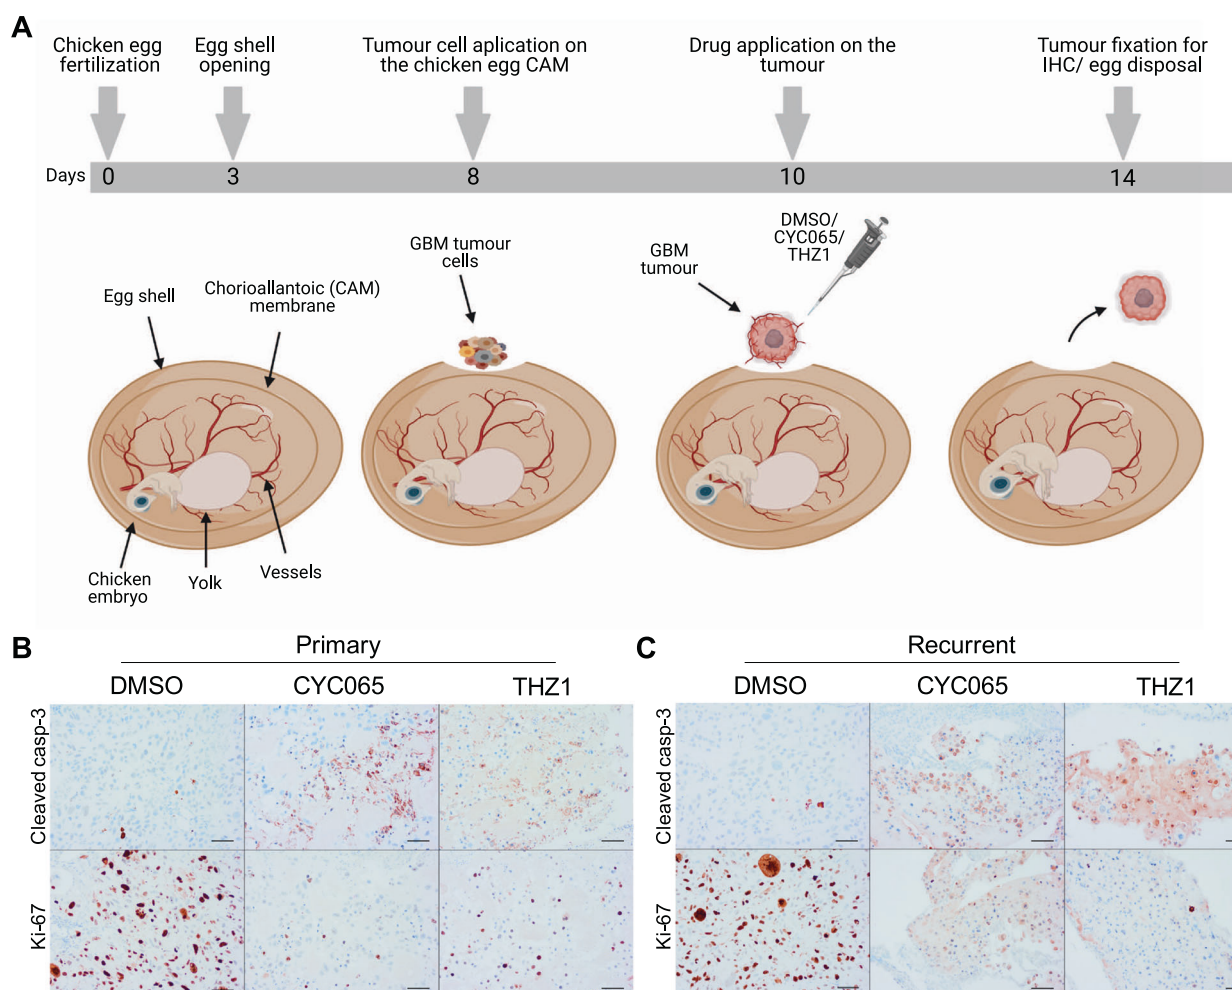 A
Chicken egg
fertilization
Egg shell
opening
Tumour cell aplication on
the chicken egg CAM
Drug application on the
tumour
Tumour fixation for
IHC/ egg disposal
Days 0 3 8 10 14
Egg shell
Chorioallantoic (CAM)
membrane
GBM tumour
cells
GBM
tumour
DMSO/
CYC065/
THZ1
Chicken
embryo
Yolk
Vessels
B
Primary
DMSO CYC065 THZ1
Cleaved casp-3
Ki-67
C
Recurrent
DMSO CYC065 THZ1
Cleaved casp-3
Ki-67